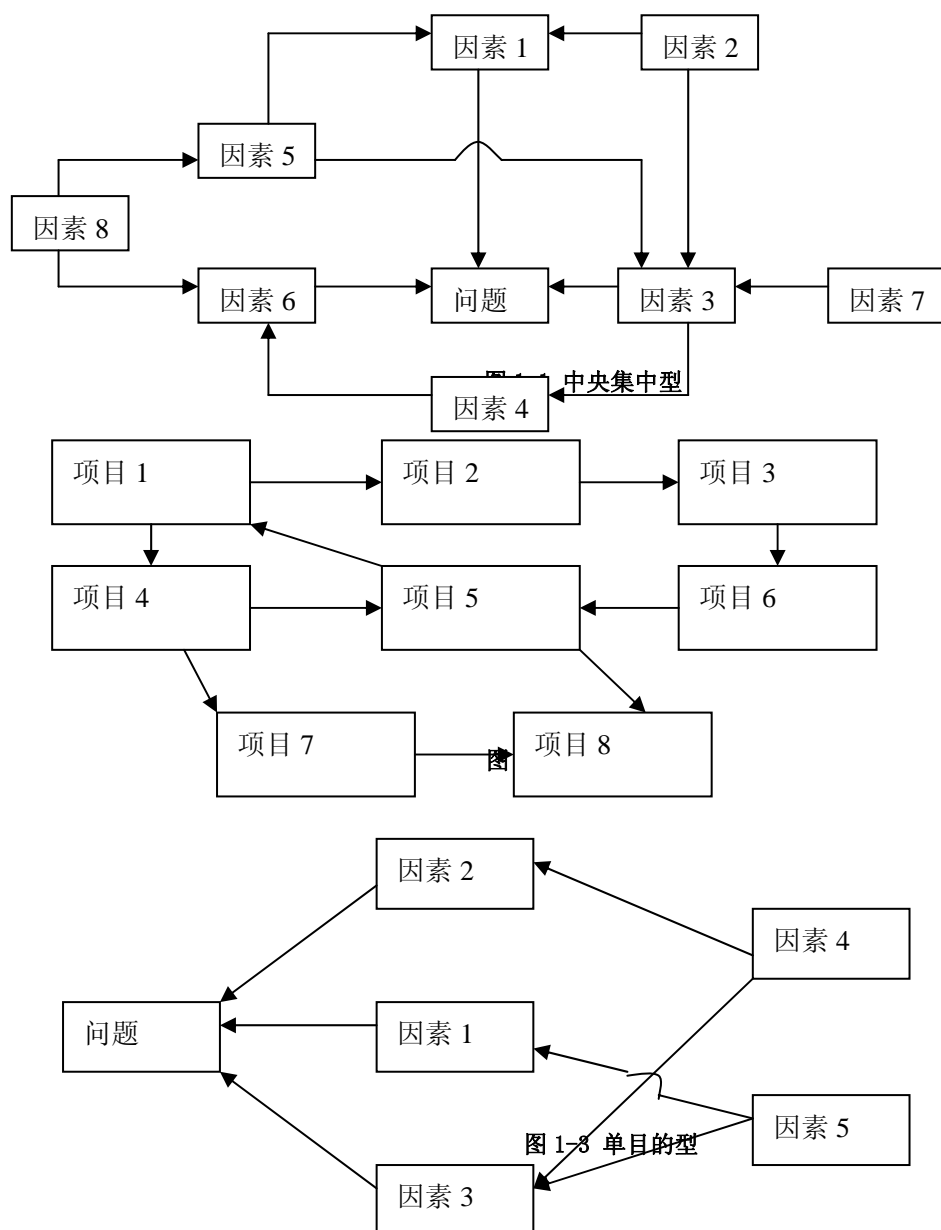 因素 1
因素 2
因素 5
因素 8
因素 6
问题
因素 3
因素 7
中央集中型
因素 4
项目 1
项目 2
项目 3
项目 4
项目 5
项目 6
项目 7
图
项目 8
因素 2
因素 4
问题
因素 1
因素 5
图 1-3 单目的型
因素 3